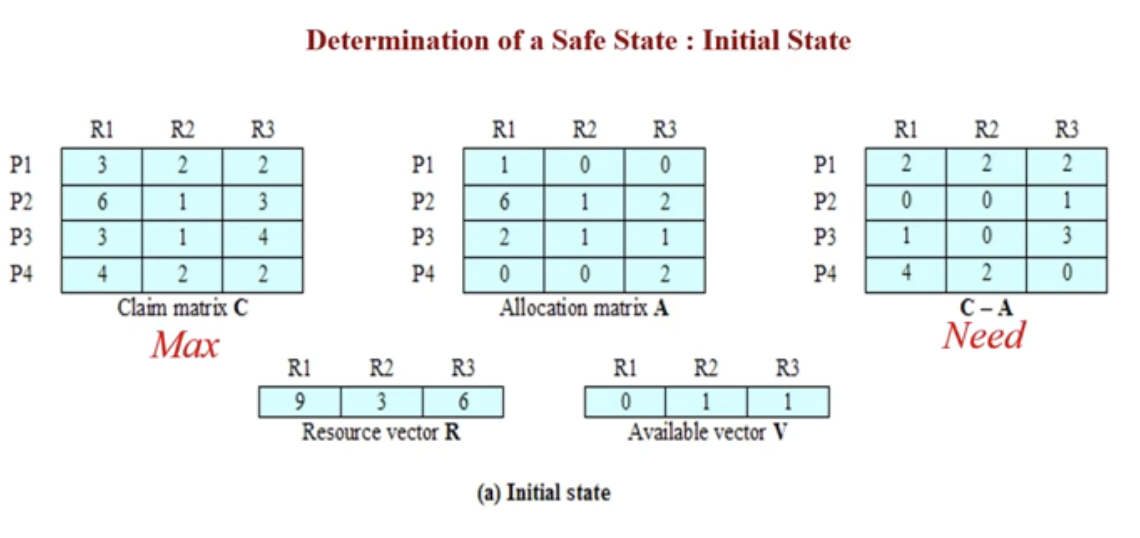 Determination of a Safe State : Initial State
R1 R2 R3 R1 R2 R3 R1 R2 R3
P1 3 2 2 P1 1 0 0 P1 2 2 2
P2 6 1 3 P2 6 1 2 P2 0 0 1
P3 3 1 4 P3 2 1 1 P3 1 0 3
P4 4 2 2 P4 0 0 2 P4 4 2 0
Claim matrix C Allocation matrix A C – A
Max Need
R1 R2 R3 R1 R2 R3
9 3 6 0 1 1
Resource vector R Available vector V
(a) Initial state